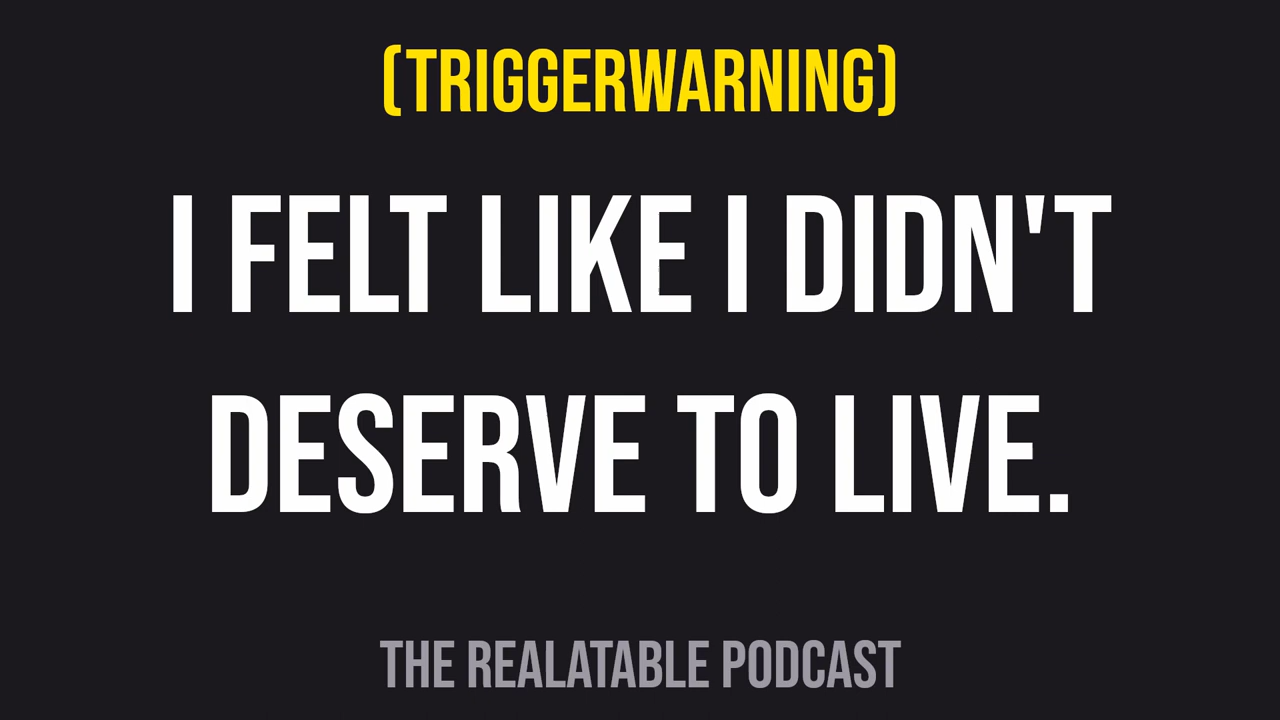 (TRIGGERWARNING)
I FELT LIKE I DIDN'T
DESERVE TO LIVE.
THE REALATABLE PODCAST